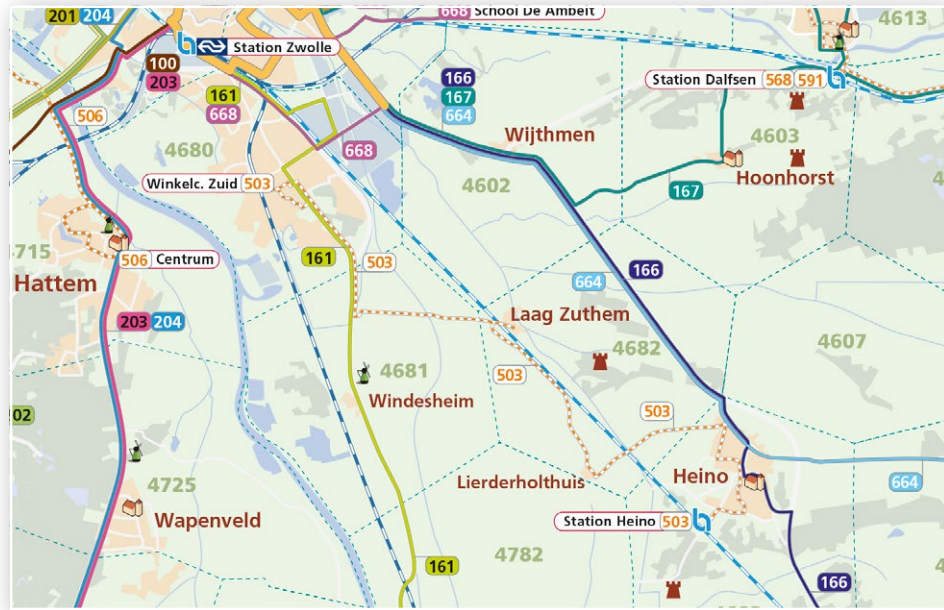 201 204
668 School De Ambelt
4613
Station Zwolle
100
203
161
668
166
167
664
Station Dalfsen 568 591
506
4680
668
Wijthmen
4603
Winkelc. Zuid 503
4602
167
Hoonhorst
4715
506 Centrum
161
503
166
Hattem
664
203 204
Laag Zuthem
4682
4607
4681
503
02
Windesheim
503
4725
Lierderholthuis
Heino
664
Wapenveld
Station Heino 503
4782
161
166